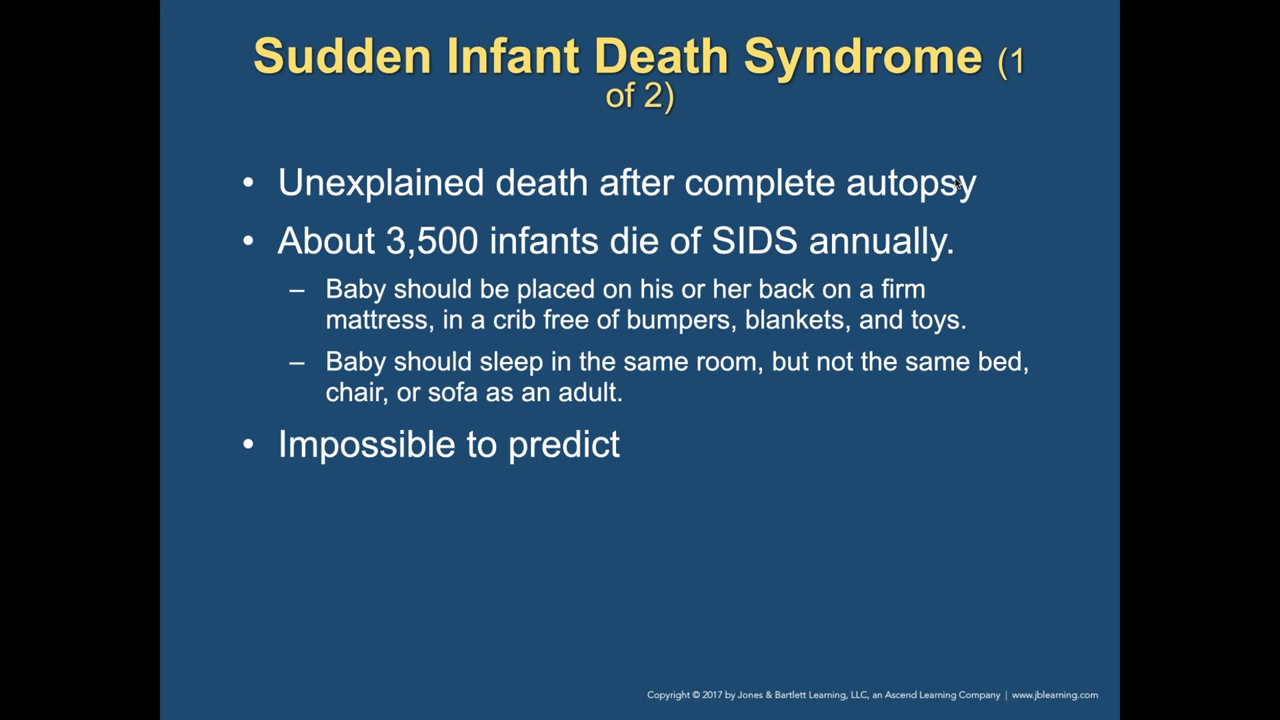 Sudden Infant Death Syndrome (1
of 2)
• Unexplained death after complete autopsy
• About 3,500 infants die of SIDS annually.
– Baby should be placed on his or her back on a firm
mattress, in a crib free of bumpers, blankets, and toys.
– Baby should sleep in the same room, but not the same bed,
chair, or sofa as an adult.
• Impossible to predict
Copyright © 2017 by Jones & Bartlett Learning, LLC, an Ascend Learning Company | www.jblearning.com